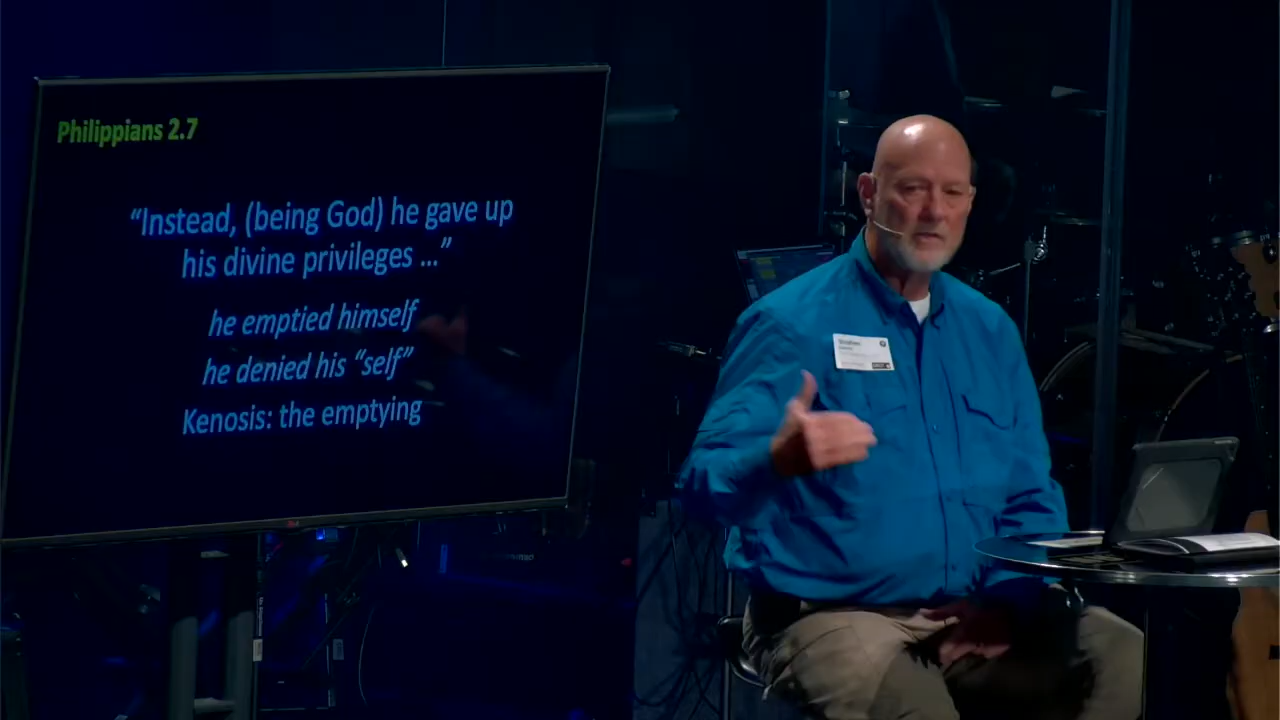 Philippians 2.7
“Instead, (being God) he gave up
his divine privileges ...”
he emptied himself
he denied his “self”
Kenosis: the emptying